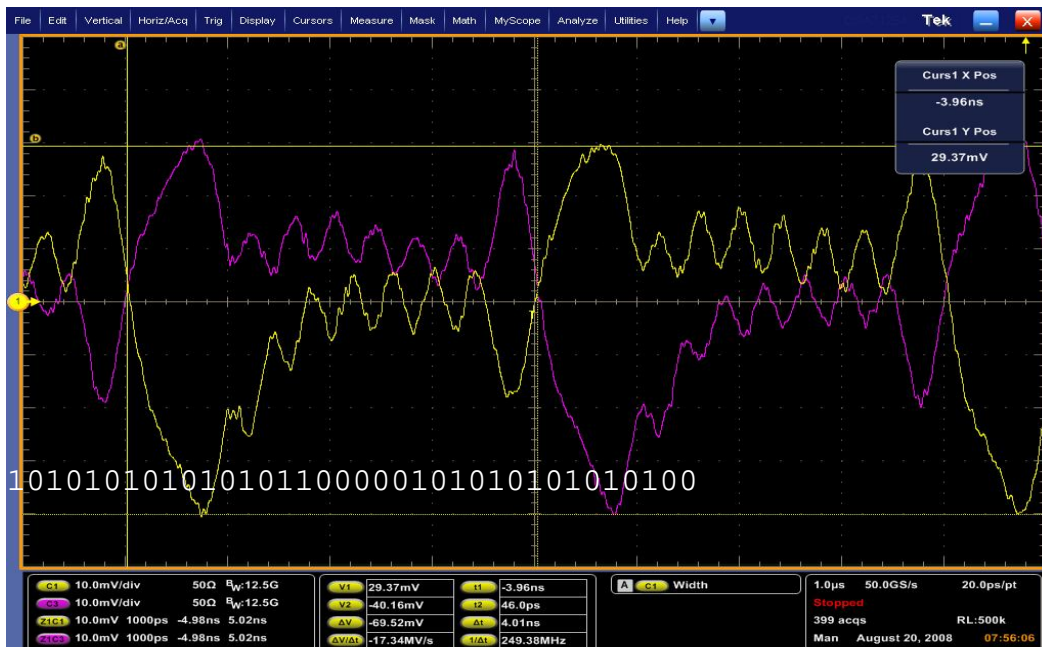 File Edit Vertical Horiz/Acq Trig Display Cursors Measure Mask Math MyScope Analyze Utilities Help Tek X
a
Curs1 X Pos
-3.96ns
b
Curs1 Y Pos
29.37mV
1
1010101010101010110000010101010101010100
C1 10.0mV/div 50Ω BW:12.5G
C3 10.0mV/div 50Ω BW:12.5G
Z1C1 10.0mV 1000ps -4.98ns 5.02ns
Z1C3 10.0mV 1000ps -4.98ns 5.02ns
V1 29.37mV t1 -3.96ns
V2 -40.16mV t2 46.0ps
ΔV -69.52mV Δt 4.01ns
ΔV/Δt -17.34MV/s 1/Δt 249.38MHz
A C1 Width
1.0µs 50.0GS/s 20.0ps/pt
Stopped
399 acqs RL:500k
Man August 20, 2008 07:56:06